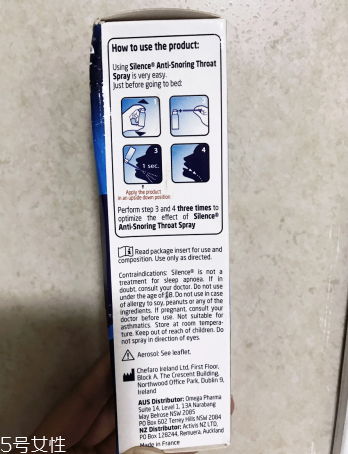 How to use the product:
Using Silence® Anti-Snoring Throat
Spray is very easy.
Just before going to bed:
3
1 sec.
4
Apply the product
in an upside down position
Perform step 3 and 4 three times to
optimize the effect of Silence®
Anti-Snoring Throat Spray
Read package insert for use and
composition. Use only as directed.
Contraindications: Silence® is not a
treatment for sleep apnoea. If in
doubt, consult your doctor. Do not use
under the age of 18. Do not use in case
of allergy to soy, peanuts or any of the
ingredients. If pregnant, consult your
doctor before use. Not suitable for
asthmatics. Store at room tempera-
ture. Keep out of reach of children. Do
not spray in direction of eyes.
Aerosol: See leaflet.
Chefaro Ireland Ltd, First Floor,
Block A, The Crescent Building,
Northwood Office Park, Dublin 9,
Ireland
AUS Distributor: Omega Pharma
Suite 14, Level 1, 13A Narabang
Way Belrose NSW 2085
PO Box 602 Terrey Hills NSW 2084
NZ Distributor: Activis NZ LTD,
PO Box 128244, Remuera, Auckland
in France
5号女性